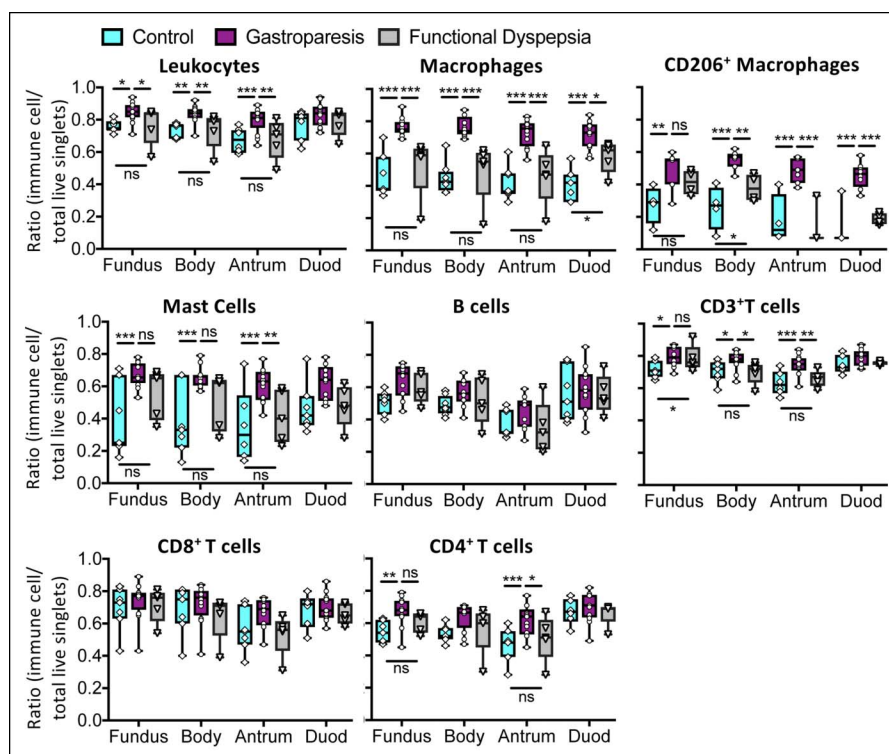 Control Gastroparesis Functional Dyspepsia
Leukocytes Macrophages CD206+ Macrophages
Ratio (immune cell/
total live singlets)
1.0
0.8
0.6
0.4
0.2
0.0
* * ** ** *** **
ns ns ns
Fundus Body Antrum Duod
*** *** *** *** *** *** *** *
ns ns ns *
Fundus Body Antrum Duod
** ns *** ** *** *** *** ***
ns *
Fundus Body Antrum Duod
Mast Cells B cells CD3+T cells
Ratio (immune cell/
total live singlets)
1.0
0.8
0.6
0.4
0.2
0.0
*** ns *** ns *** **
ns ns ns
Fundus Body Antrum Duod
Fundus Body Antrum Duod
* ns * * *** **
* ns ns
Fundus Body Antrum Duod
CD8+ T cells CD4+ T cells
Ratio (immune cell/
total live singlets)
1.0
0.8
0.6
0.4
0.2
0.0
Fundus Body Antrum Duod
** ns *** *
ns ns
Fundus Body Antrum Duod